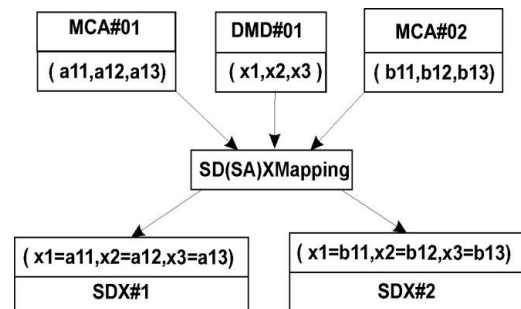 MCA#01
DMD#01
MCA#02
( a11,a12,a13)
( x1,x2,x3 )
( b11,b12,b13)
SD(SA)XMapping
( x1=a11,x2=a12,x3=a13)
( x1=b11,x2=b12,x3=b13)
SDX#1
SDX#2